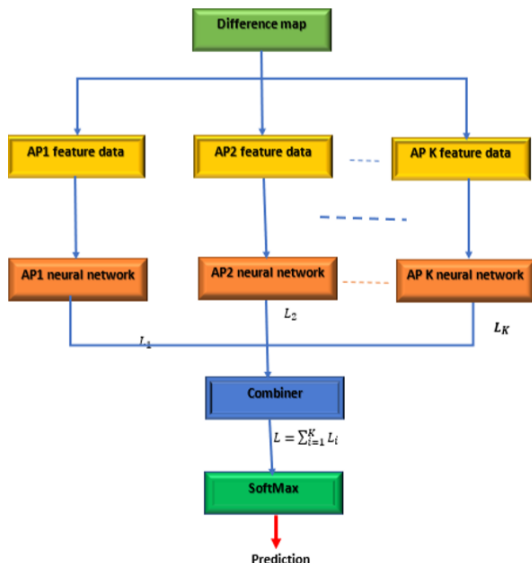 Difference map
AP1 feature data
AP2 feature data
AP K feature data
AP1 neural network
AP2 neural network
AP K neural network
L₁
L₂
L_K
Combiner
L = ∑_{i=1}^{K} L_i
SoftMax
Prediction